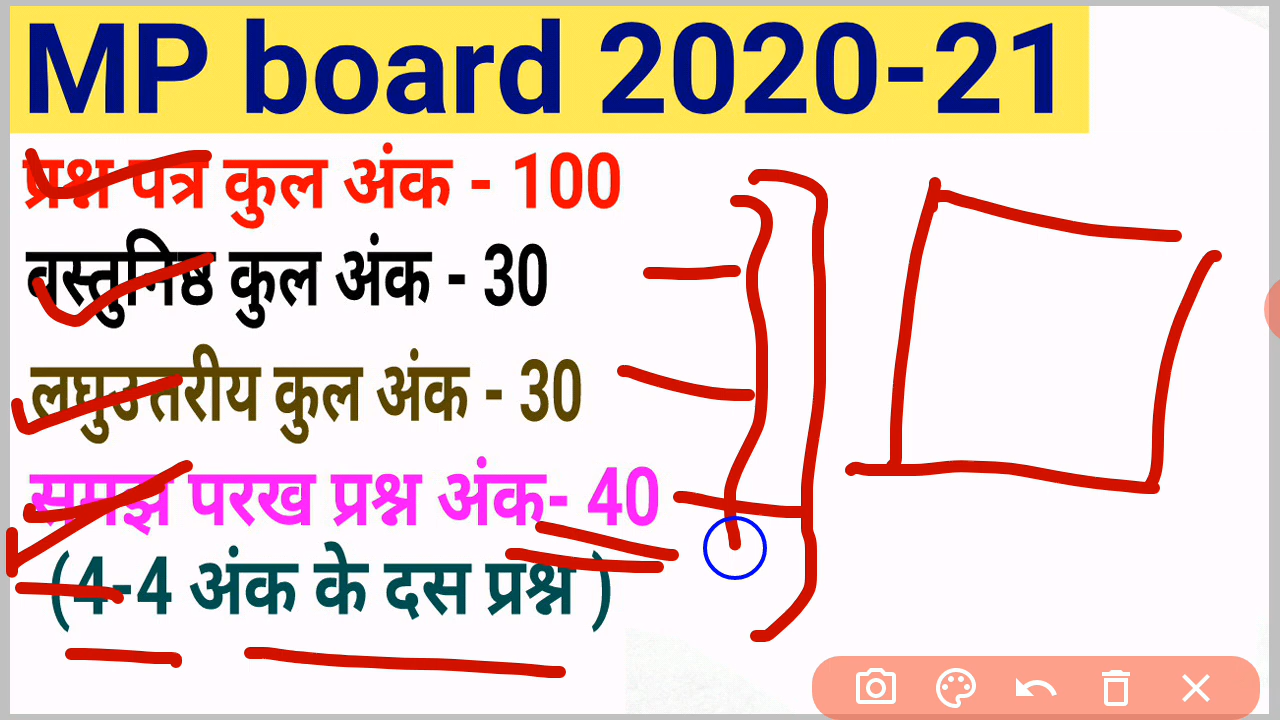 MP board 2020-21
प्रश्न पत्र कुल अंक - 100
वस्तुनिष्ठ कुल अंक - 30
लघुउत्तरीय कुल अंक - 30
समझ परख प्रश्न अंक- 40
(4-4 अंक के दस प्रश्न )